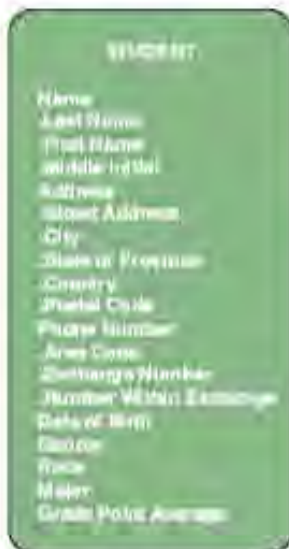 STUDENT
Name
.Last Name
.First Name
.Middle Initial
Address
.Street Address
.City
.State or Province
.Country
.Postal Code
Phone Number
.Area Code
.Exchange Number
.Number Within Exchange
Date of Birth
Gender
Race
Major
Grade Point Average